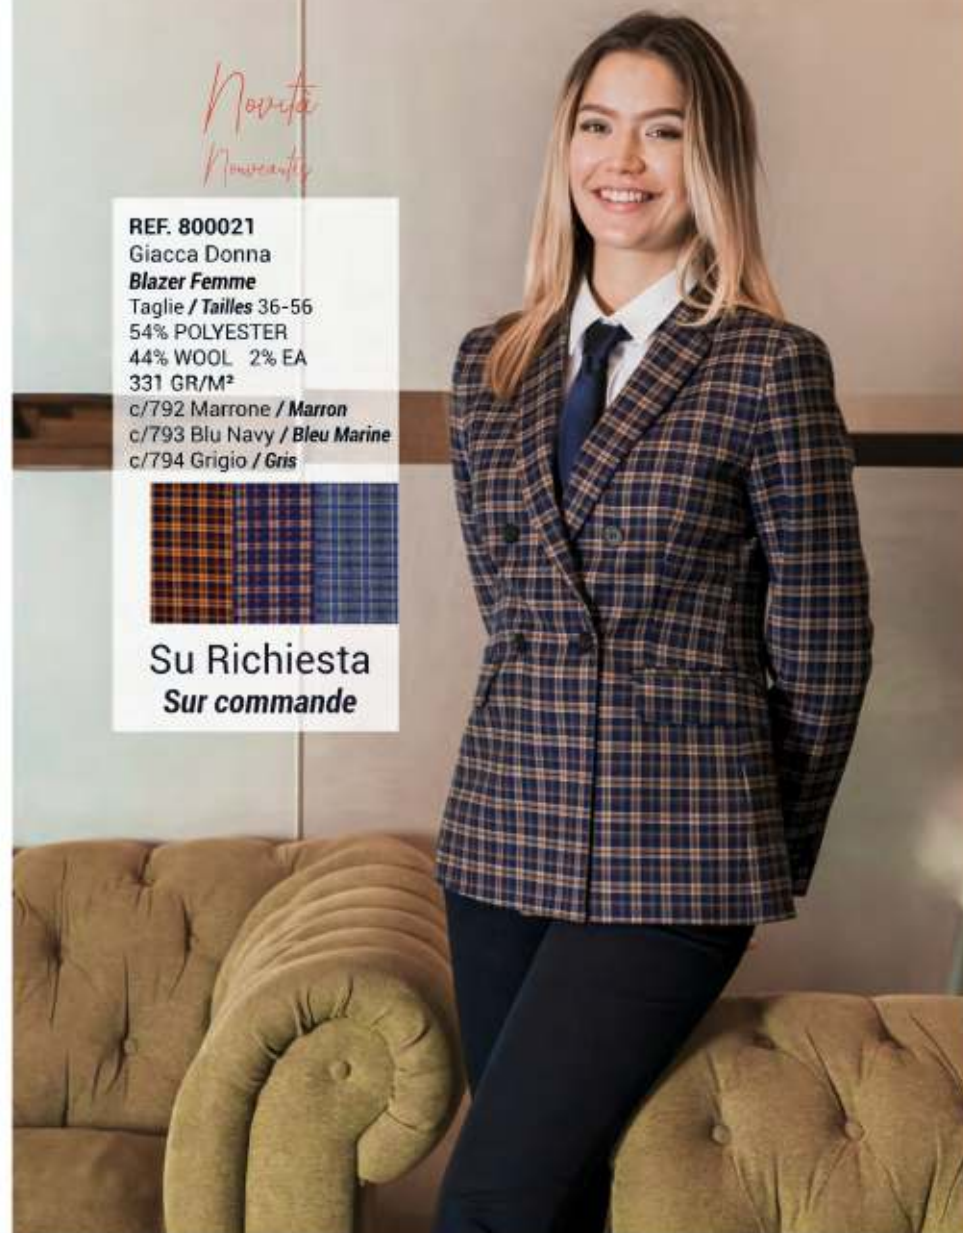 Novità
Nouveautés
REF. 800021
Giacca Donna
Blazer Femme
Taglie / Tailles 36-56
54% POLYESTER
44% WOOL 2% EA
331 GR/M²
c/792 Marrone / Marron
c/793 Blu Navy / Bleu Marine
c/794 Grigio / Gris
Su Richiesta
Sur commande